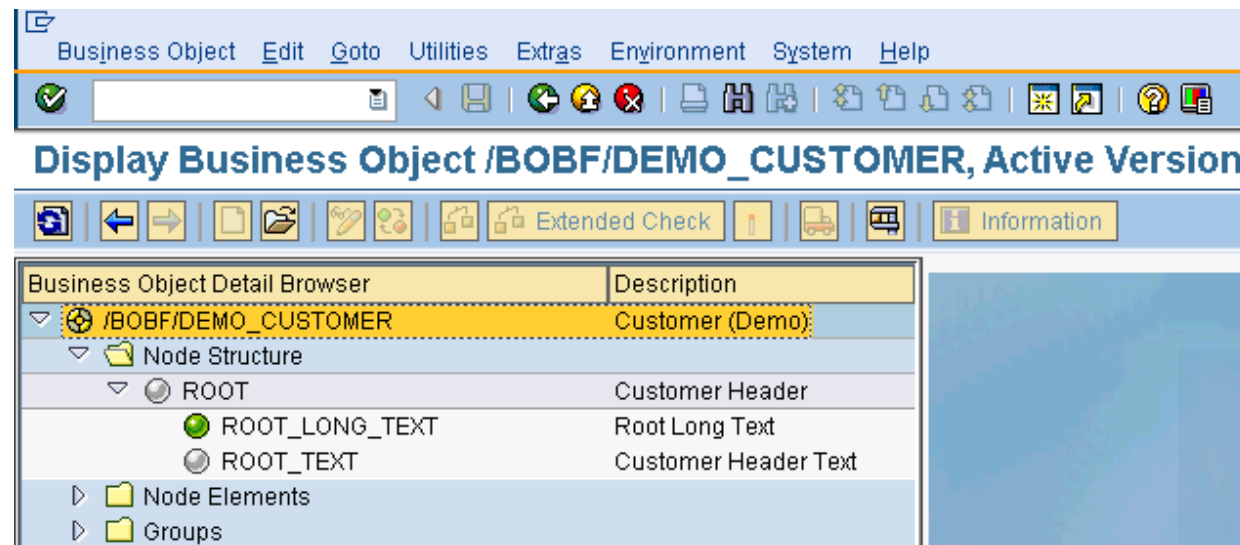 Business Object Edit Goto Utilities Extras Environment System Help
Display Business Object /BOBF/DEMO_CUSTOMER, Active Version
Extended Check Information
Business Object Detail Browser Description
/BOBF/DEMO_CUSTOMER Customer (Demo)
Node Structure
ROOT Customer Header
ROOT_LONG_TEXT Root Long Text
ROOT_TEXT Customer Header Text
Node Elements
Groups